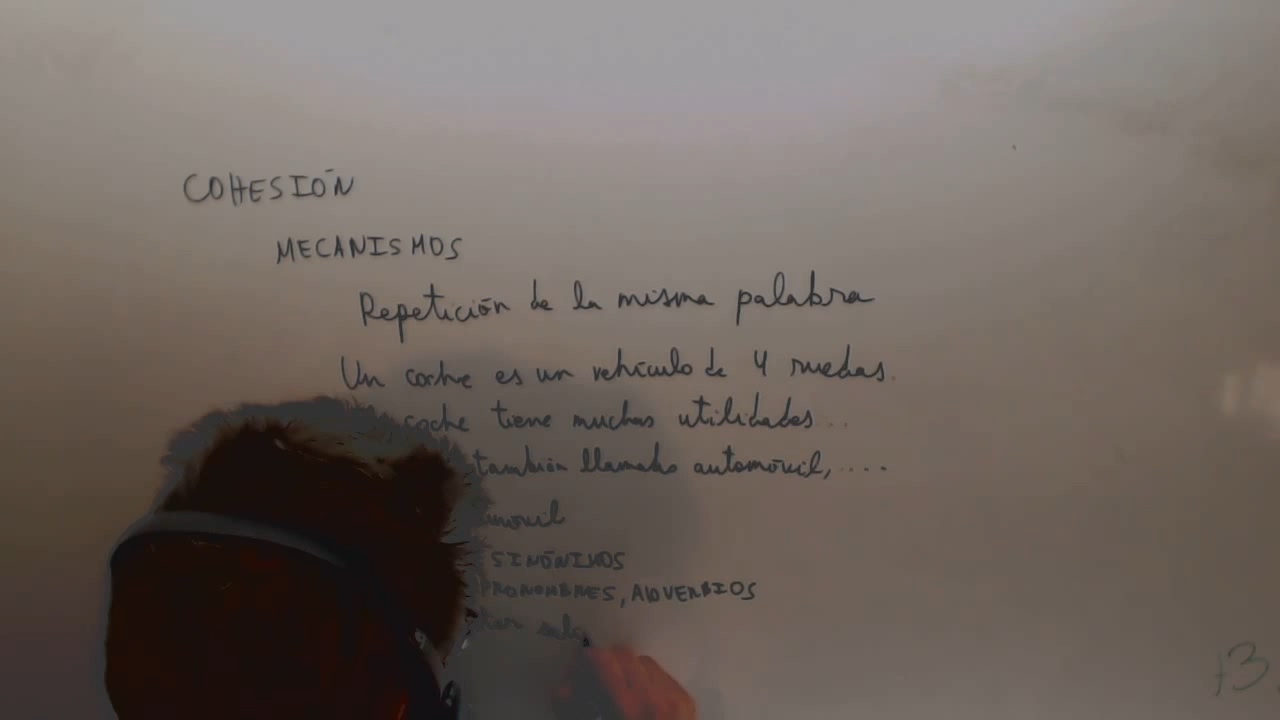 COHESIÓN
MECANISMOS
Repetición de la misma palabra
Un coche es un vehículo de 4 ruedas.
coche tiene muchas utilidades...
también llamado automóvil,....
SINÓNIMOS
PRONOMBRES, ADVERBIOS